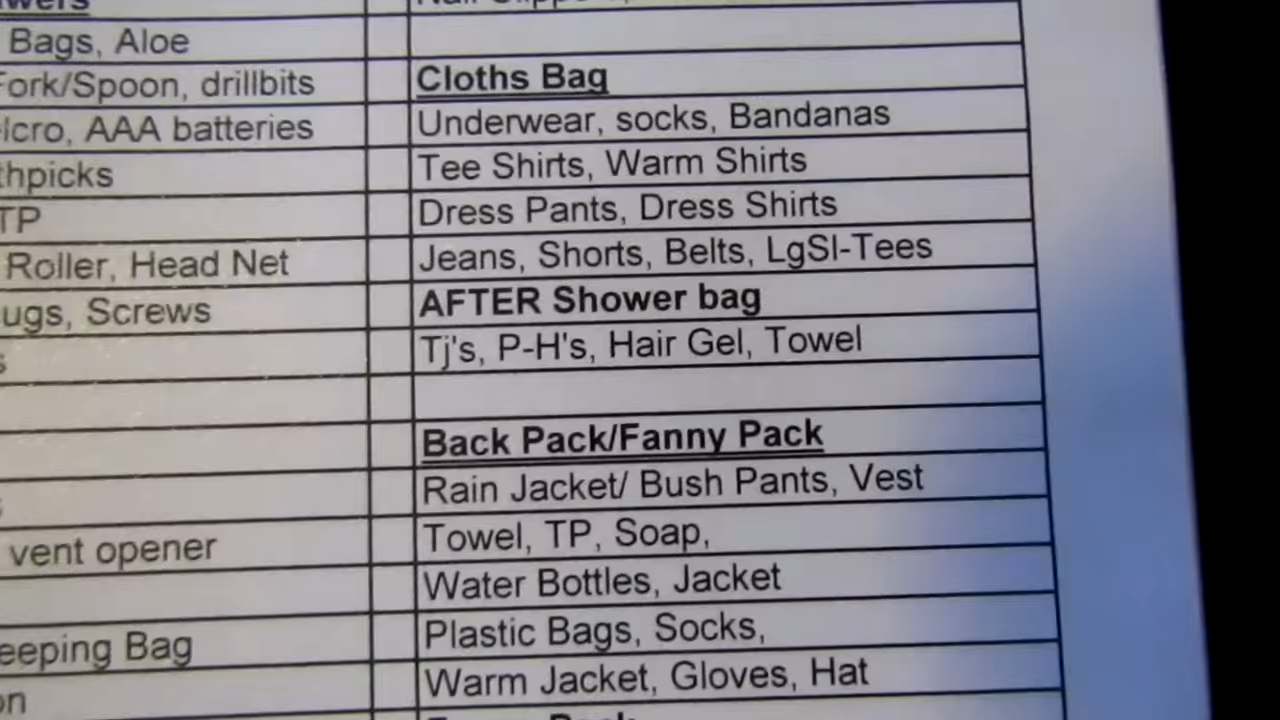 Bags, Aloe
Fork/Spoon, drillbits
AAA batteries
TP
Roller, Head Net
Screws
vent opener
Bag
Cloths Bag
Underwear, socks, Bandanas
Tee Shirts, Warm Shirts
Dress Pants, Dress Shirts
Jeans, Shorts, Belts, LgSl-Tees
AFTER Shower bag
Tj's, P-H's, Hair Gel, Towel
Back Pack/Fanny Pack
Rain Jacket/ Bush Pants, Vest
Towel, TP, Soap,
Water Bottles, Jacket
Plastic Bags, Socks,
Warm Jacket, Gloves, Hat